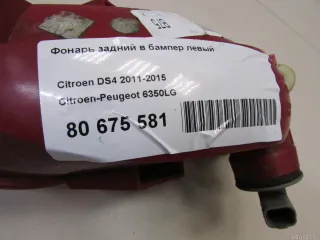 Фонарь задний в бампер левый
Citroen DS4 2011-2015
Citroen-Peugeot 6350LG
80 675 581